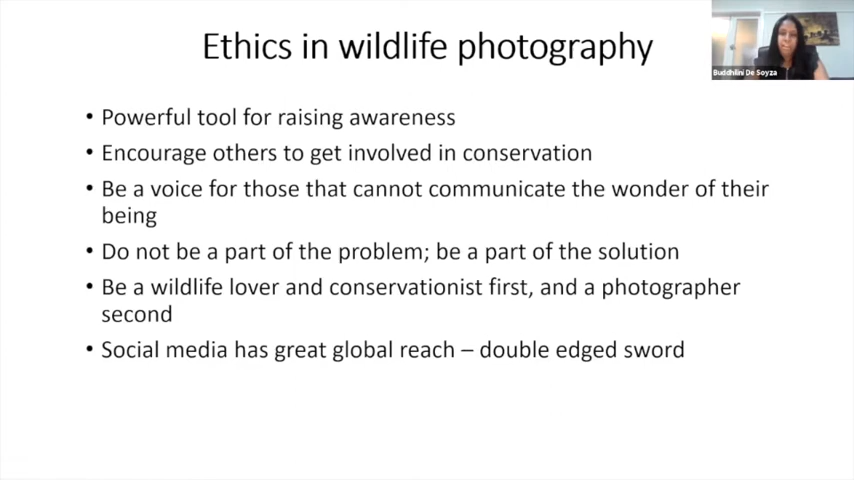 Ethics in wildlife photography
Buddhilini De Soyza
• Powerful tool for raising awareness
• Encourage others to get involved in conservation
• Be a voice for those that cannot communicate the wonder of their
being
• Do not be a part of the problem; be a part of the solution
• Be a wildlife lover and conservationist first, and a photographer
second
• Social media has great global reach – double edged sword